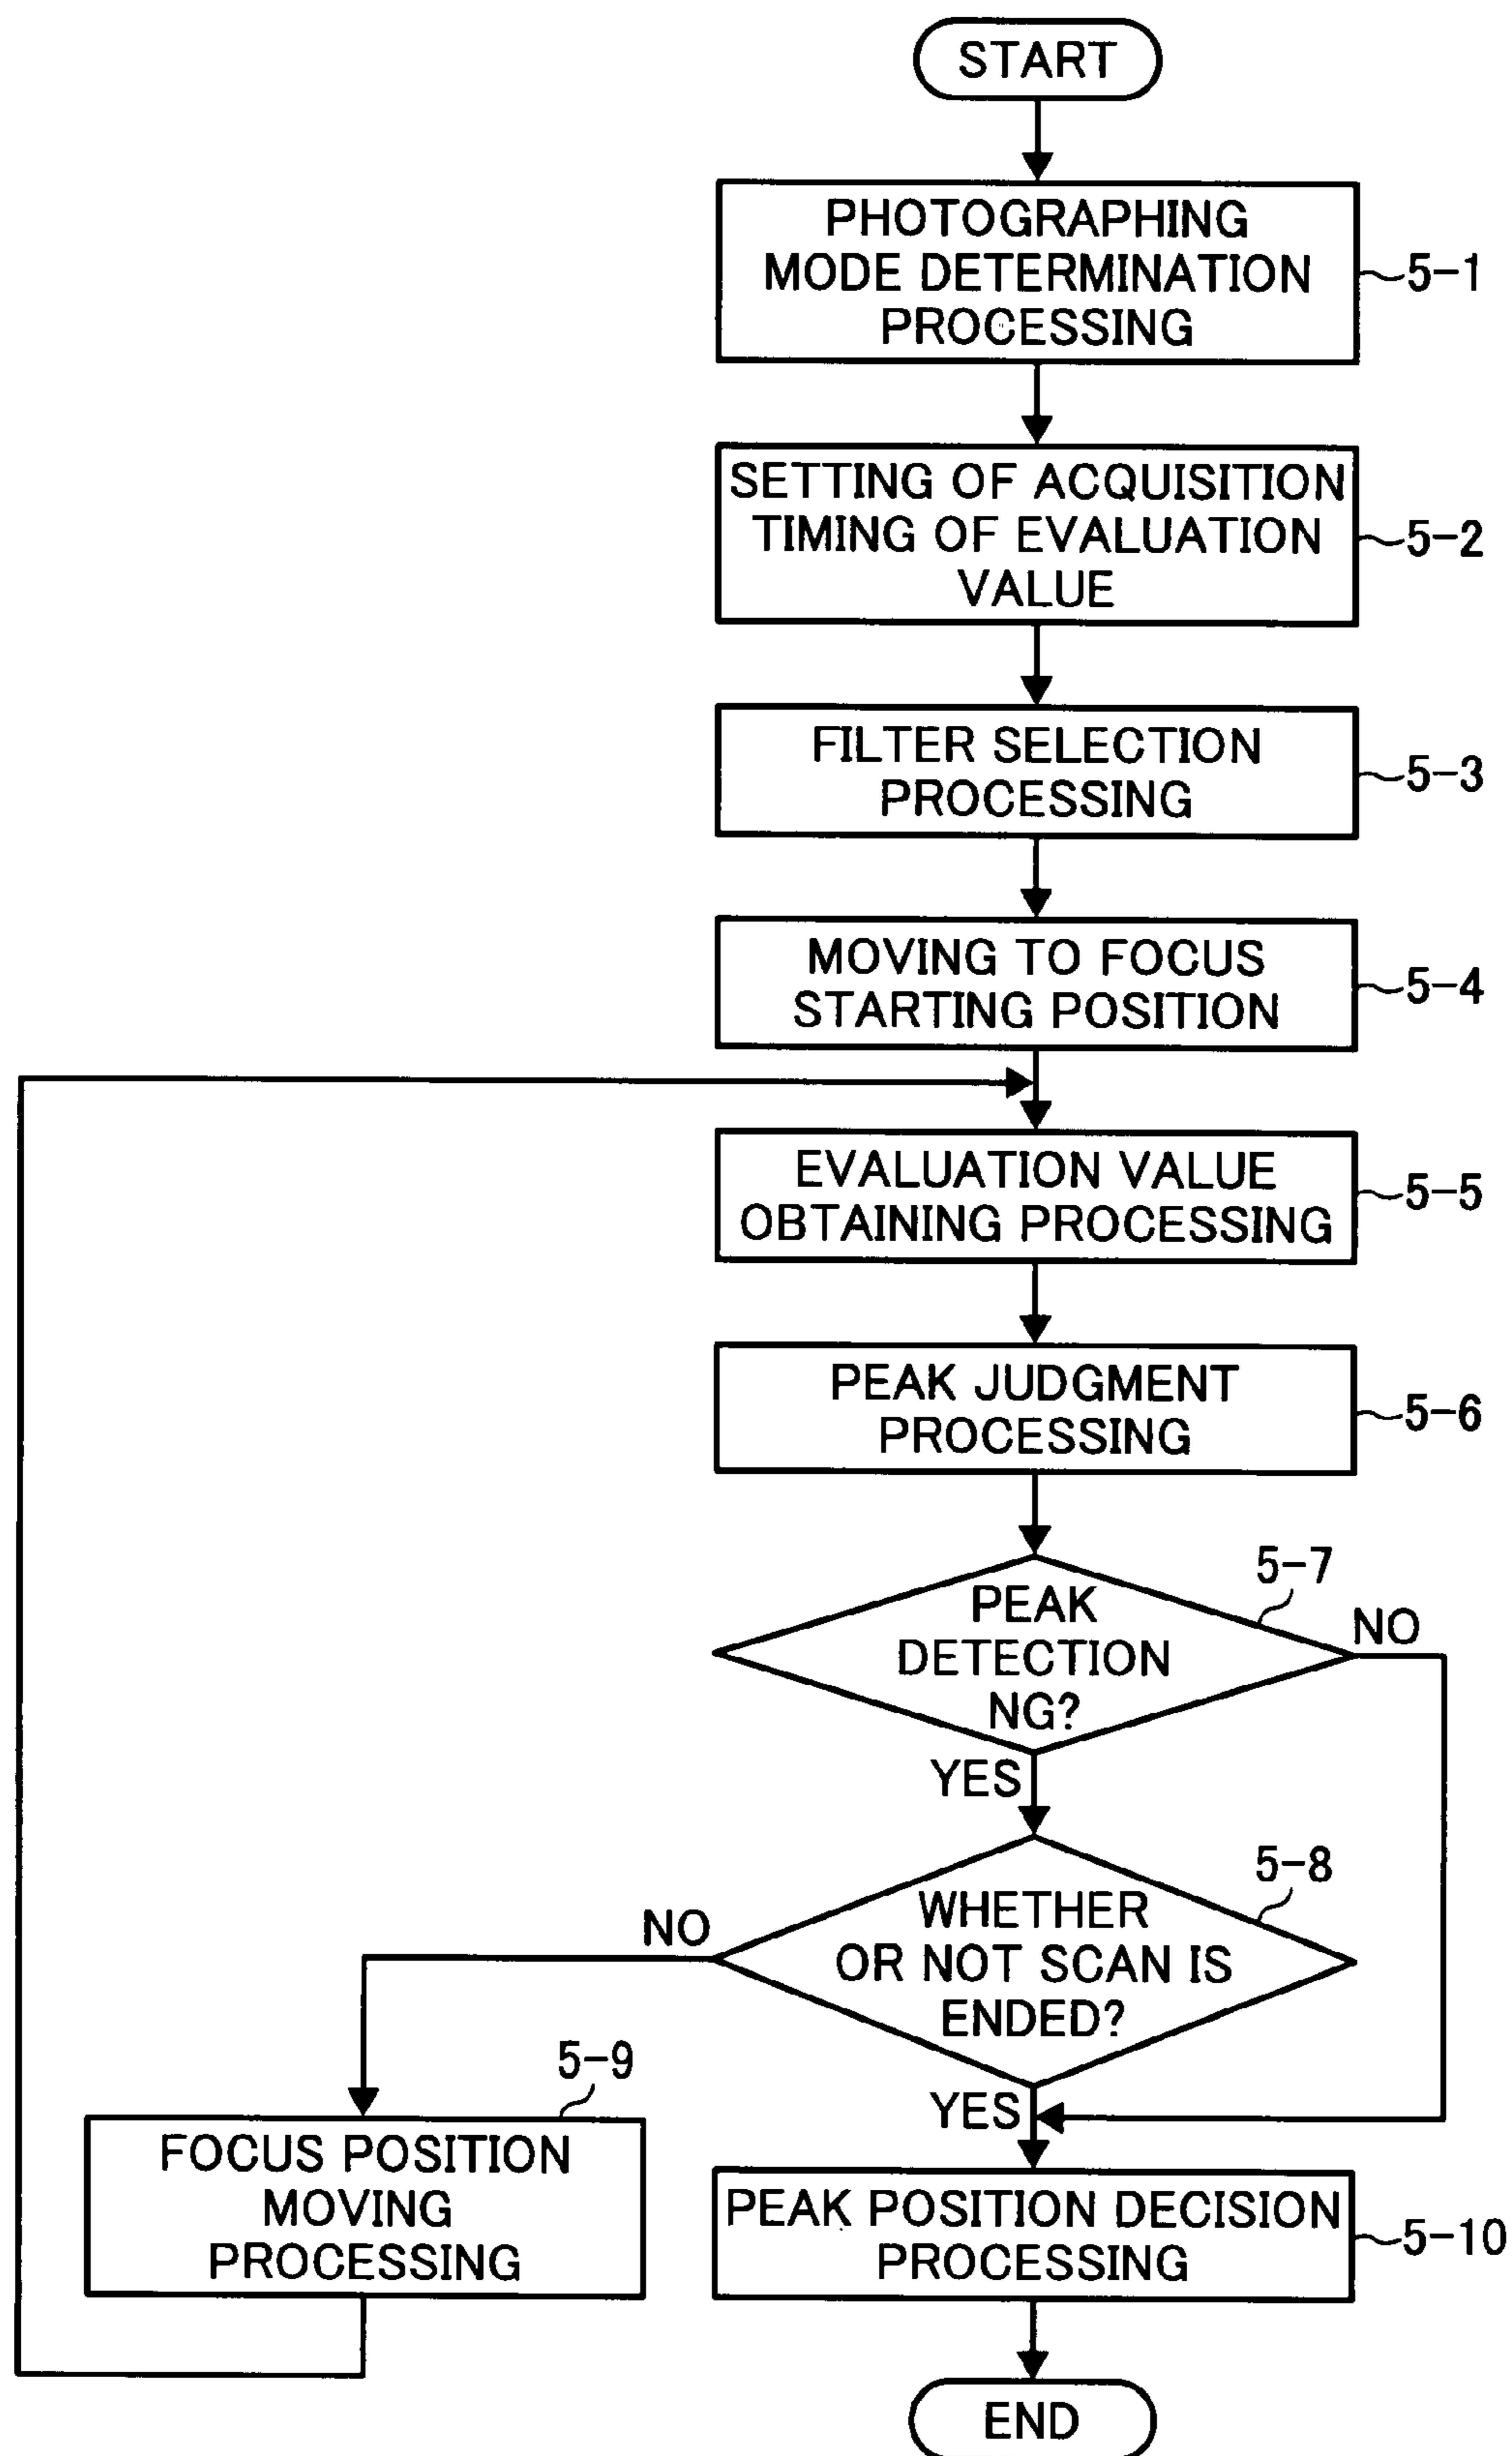 START
PHOTOGRAPHING
MODE DETERMINATION
PROCESSING
5-1
SETTING OF ACQUISITION
TIMING OF EVALUATION
VALUE
5-2
FILTER SELECTION
PROCESSING
5-3
MOVING TO FOCUS
STARTING POSITION
5-4
EVALUATION VALUE
OBTAINING PROCESSING
5-5
PEAK JUDGMENT
PROCESSING
5-6
5-7
PEAK
DETECTION
NG?
NO
YES
5-8
WHETHER
OR NOT SCAN IS
ENDED?
NO
YES
5-9
FOCUS POSITION
MOVING
PROCESSING
PEAK POSITION DECISION
PROCESSING
5-10
END